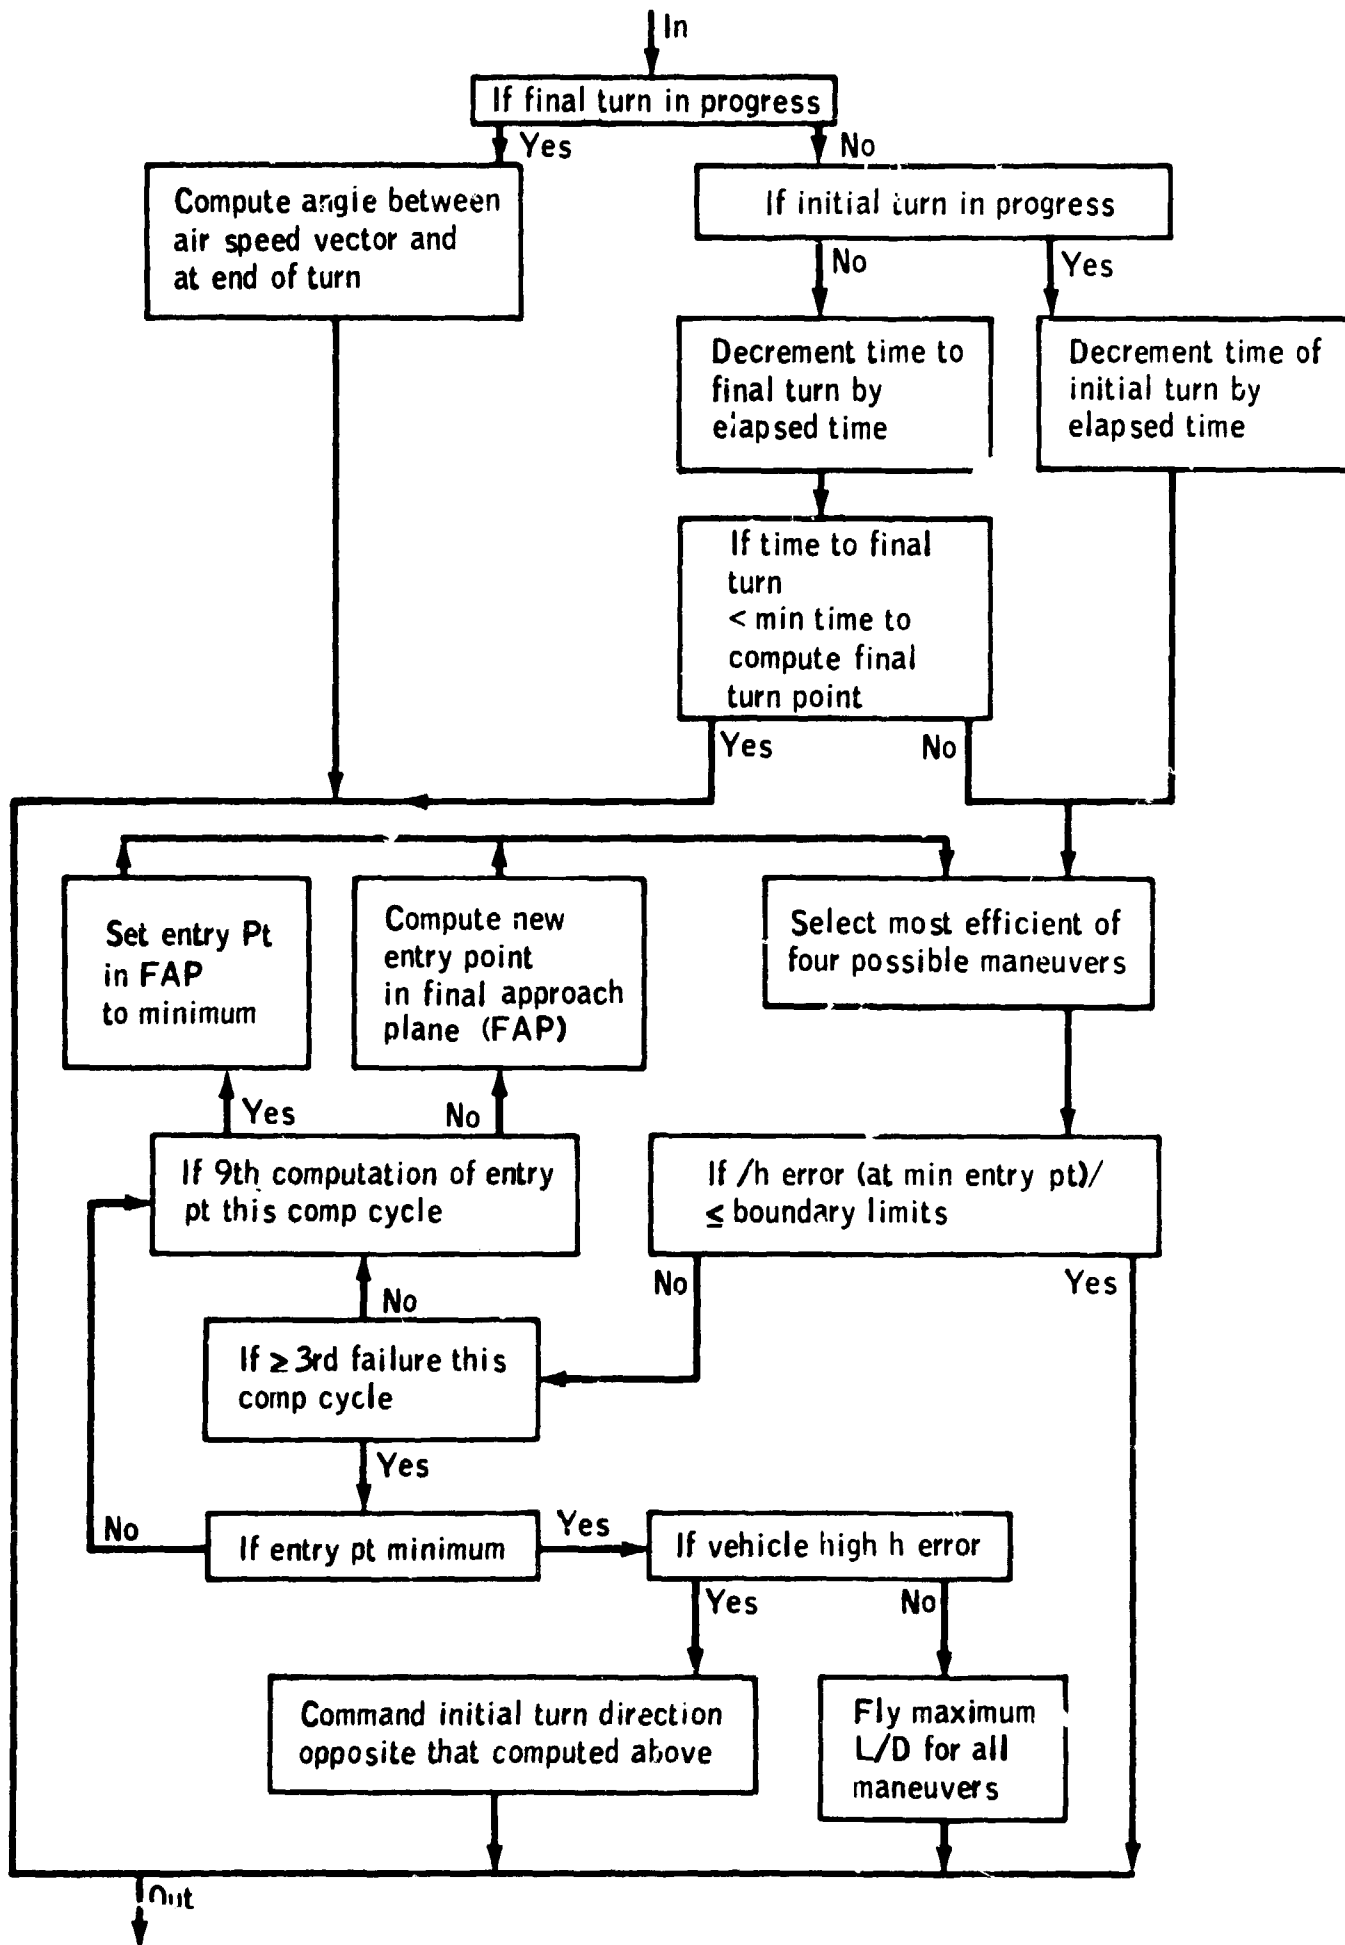 In
If final turn in progress
Yes
No
Compute angle between
air speed vector and
at end of turn
If initial turn in progress
No
Yes
Decrement time to
final turn by
elapsed time
Decrement time of
initial turn by
elapsed time
If time to final
turn
< min time to
compute final
turn point
Yes
No
Set entry Pt
in FAP
to minimum
Compute new
entry point
in final approach
plane (FAP)
Select most efficient of
four possible maneuvers
Yes
No
If 9th computation of entry
pt this comp cycle
If /h error (at min entry pt)/
≤ boundary limits
No
No
Yes
If ≥ 3rd failure this
comp cycle
Yes
No
If entry pt minimum
Yes
If vehicle high h error
Yes
No
Command initial turn direction
opposite that computed above
Fly maximum
L/D for all
maneuvers
Out